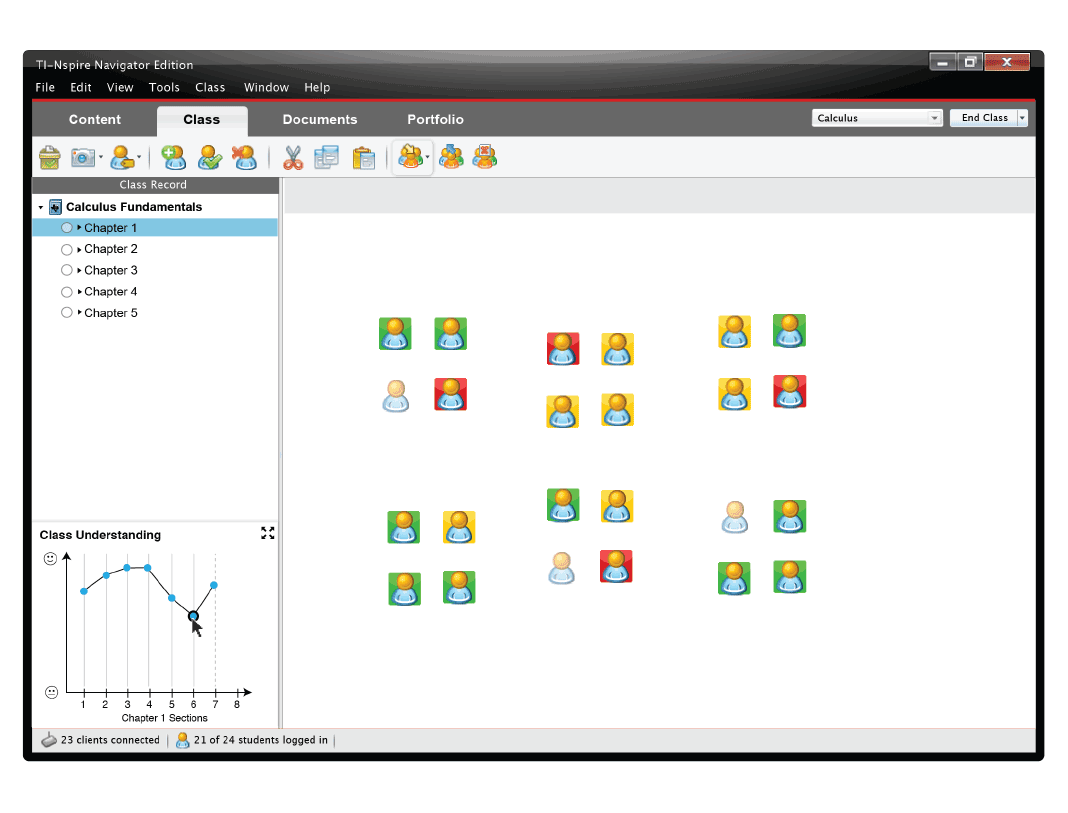 TI-Nspire Navigator Edition
File Edit View Tools Class Window Help
Content Class Documents Portfolio Calculus End Class
Class Record
Calculus Fundamentals
Chapter 1
Chapter 2
Chapter 3
Chapter 4
Chapter 5
Class Understanding
1 2 3 4 5 6 7 8
Chapter 1 Sections
23 clients connected 21 of 24 students logged in